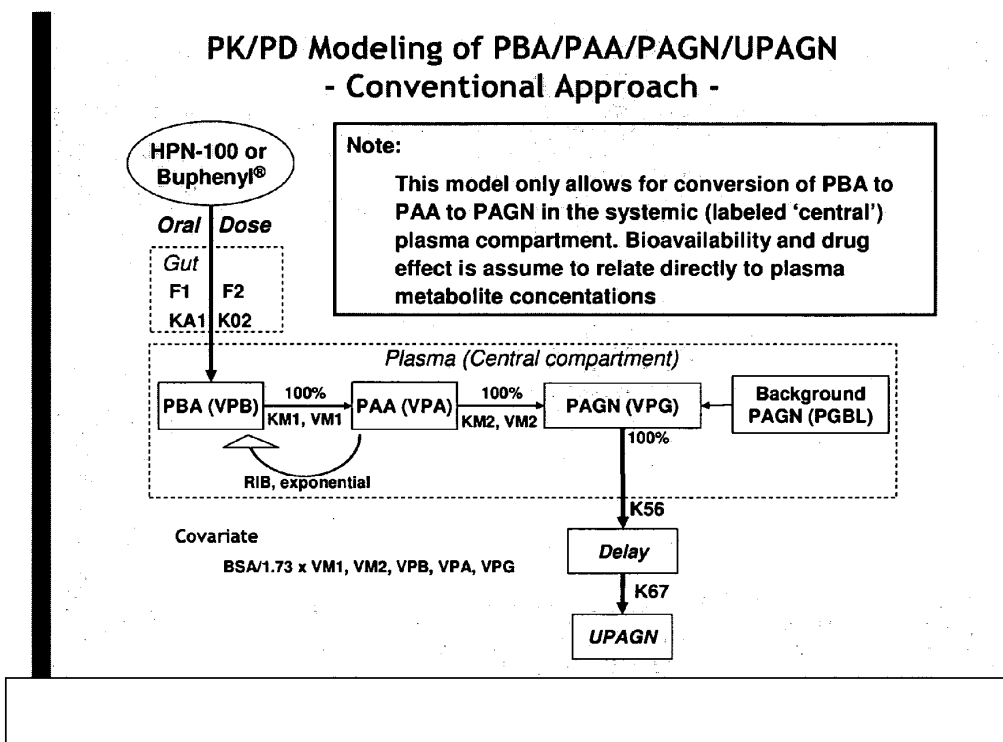 PK/PD Modeling of PBA/PAA/PAGN/UPAGN
- Conventional Approach -
HPN-100 or
Buphenyl®
Oral Dose
Gut
F1 F2
KA1 K02
Note:
This model only allows for conversion of PBA to
PAA to PAGN in the systemic (labeled 'central')
plasma compartment. Bioavailability and drug
effect is assume to relate directly to plasma
metabolite concentations
Plasma (Central compartment)
PBA (VPB)
100%
KM1, VM1
PAA (VPA)
100%
KM2, VM2
PAGN (VPG)
Background
PAGN (PGBL)
100%
RIB, exponential
K56
Covariate
BSA/1.73 x VM1, VM2, VPB, VPA, VPG
Delay
K67
UPAGN